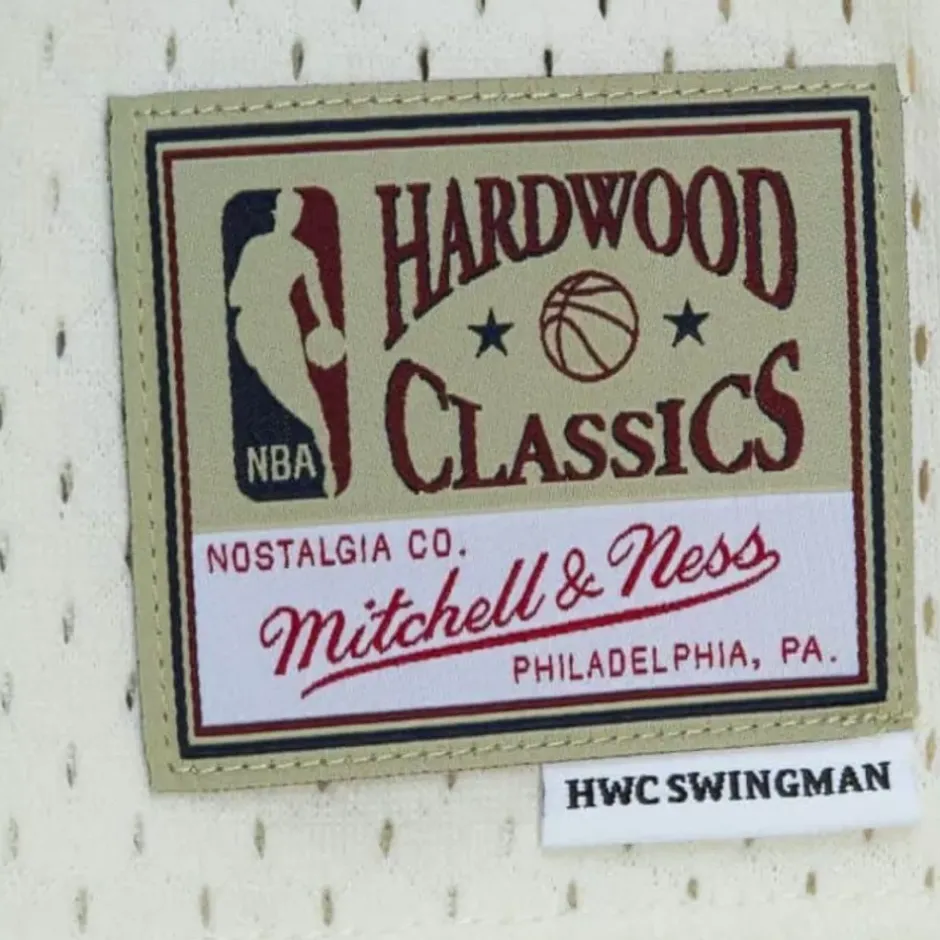 HARDWOOD
CLASSICS
NBA
NOSTALGIA CO.
Mitchell & Ness
PHILADELPHIA, PA.
HWC SWINGMAN